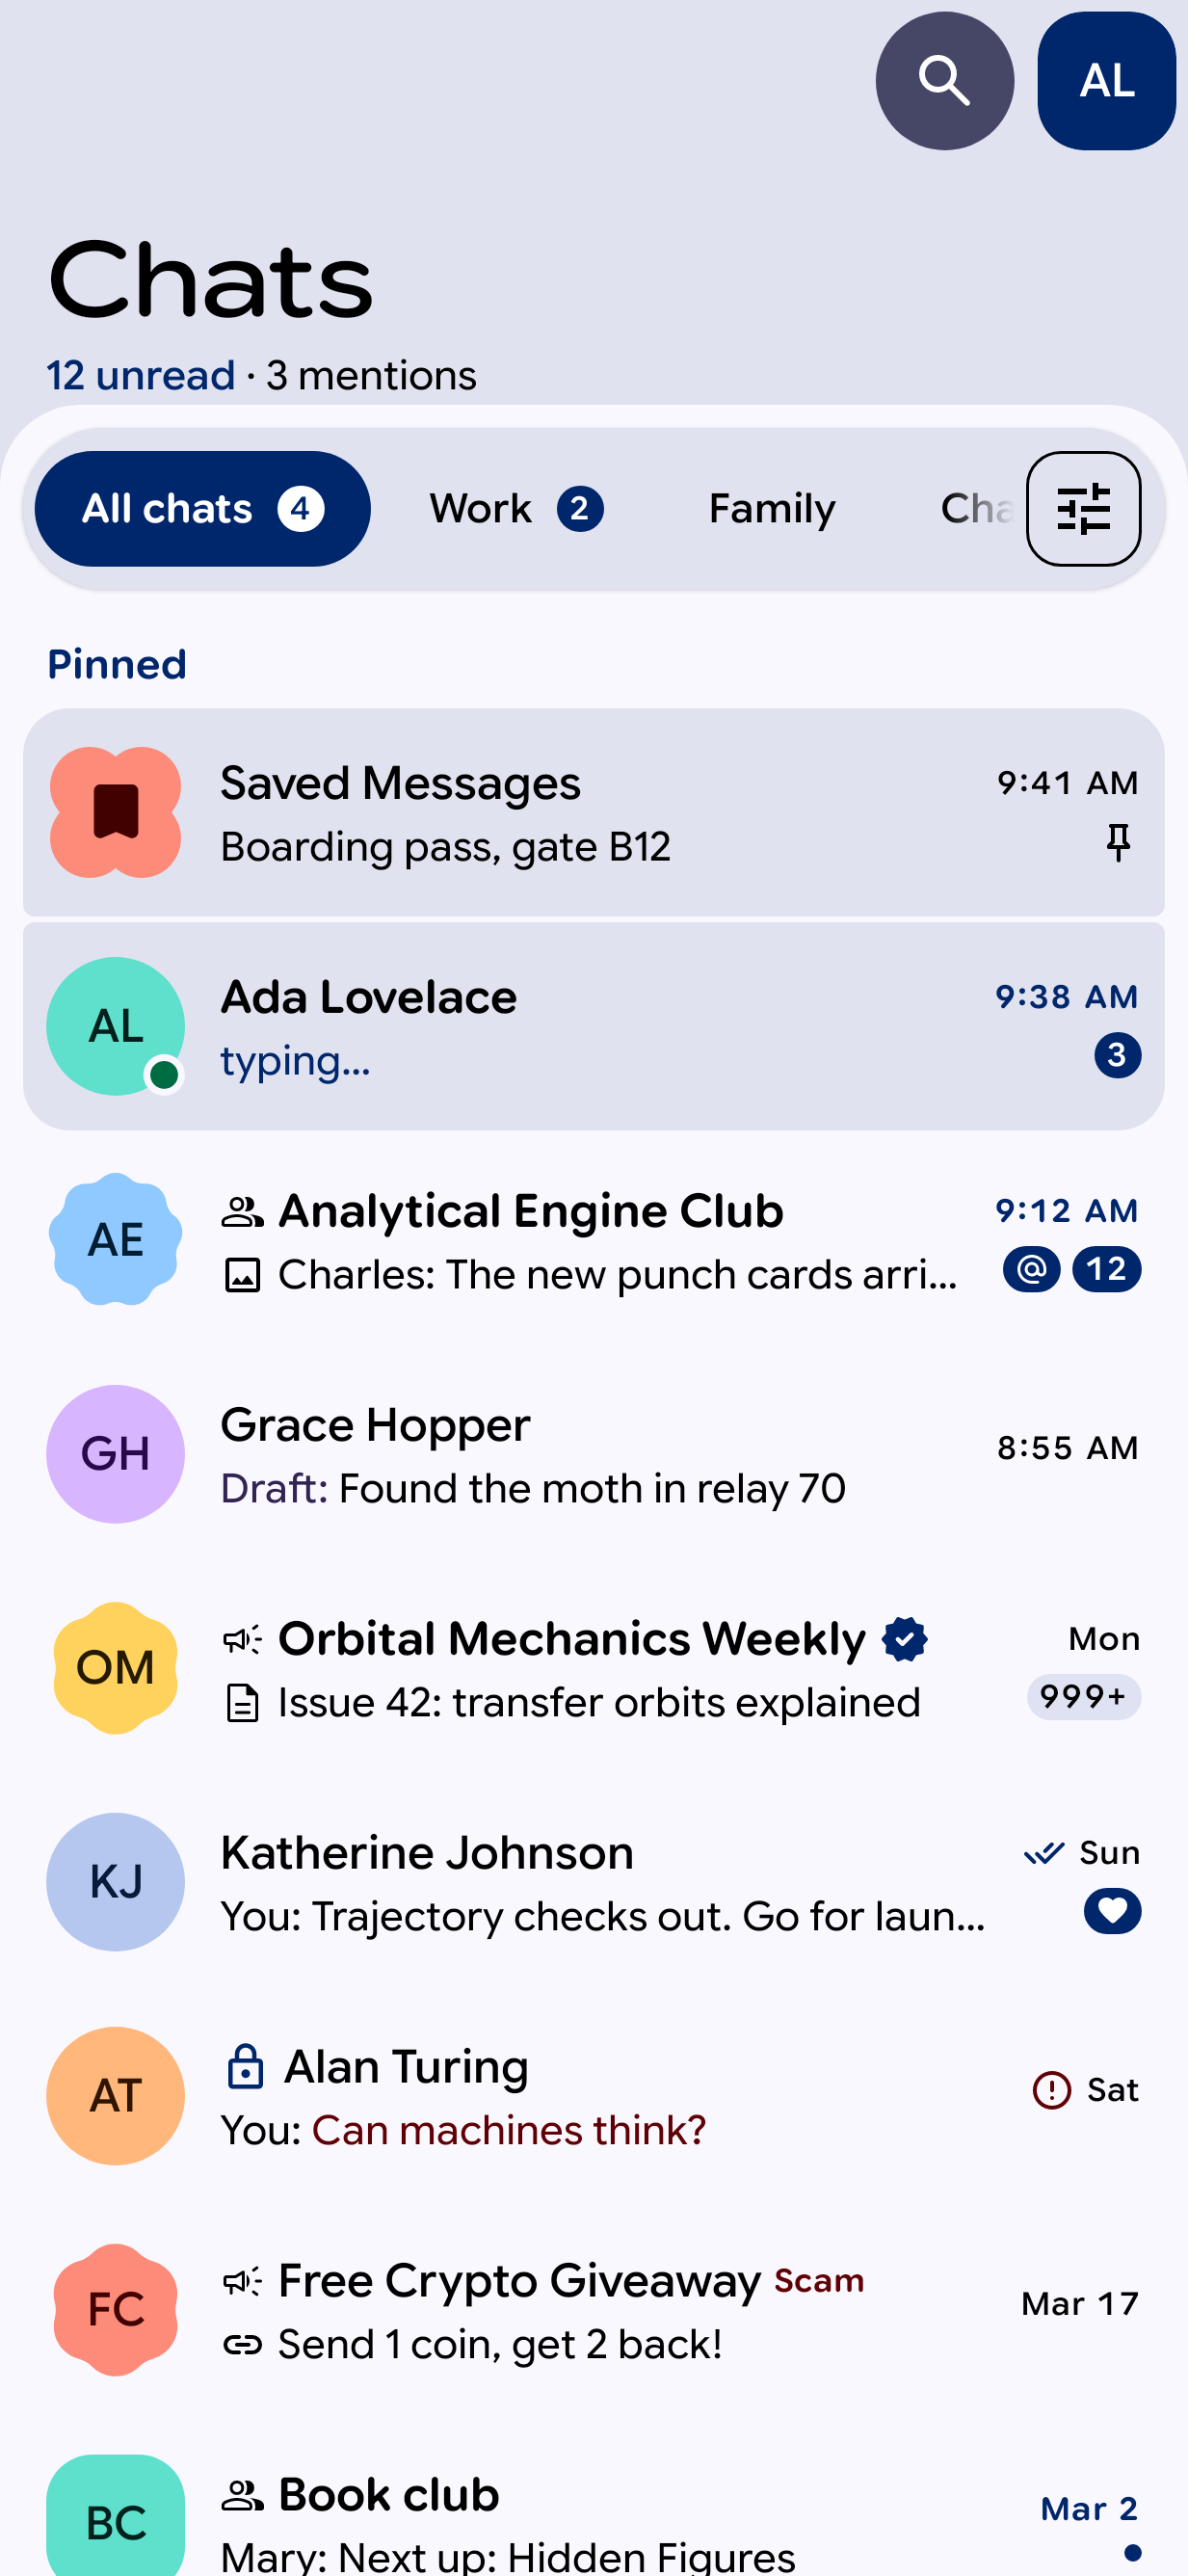 AL
Chats
12 unread · 3 mentions
All chats 4 Work 2 Family Cha
Pinned
Saved Messages 9:41 AM
Boarding pass, gate B12
AL Ada Lovelace 9:38 AM
typing... 3
AE Analytical Engine Club 9:12 AM
Charles: The new punch cards arri... @ 12
GH Grace Hopper 8:55 AM
Draft: Found the moth in relay 70
OM Orbital Mechanics Weekly Mon
Issue 42: transfer orbits explained 999+
KJ Katherine Johnson Sun
You: Trajectory checks out. Go for laun...
AT Alan Turing Sat
You: Can machines think?
FC Free Crypto Giveaway Scam Mar 17
Send 1 coin, get 2 back!
BC Book club Mar 2
Mary: Next up: Hidden Figures